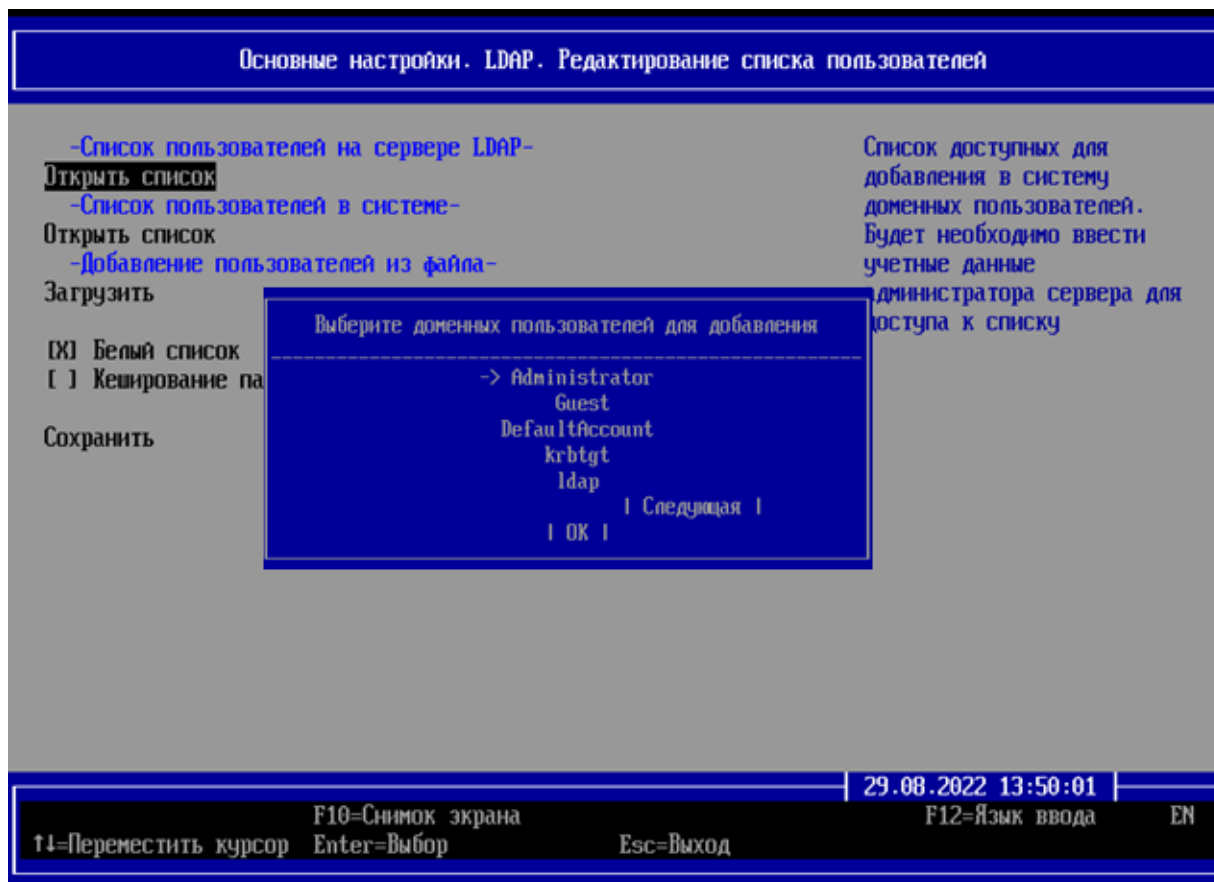 Основные настройки. LDAP. Редактирование списка пользователей
-Список пользователей на сервере LDAP-
Открыть список
-Список пользователей в системе-
Открыть список
-Добавление пользователей из файла-
Загрузить
[X] Белый список
[ ] Кеширование па
Сохранить
Список доступных для
добавления в систему
доменных пользователей.
Будет необходимо ввести
учетные данные
администратора сервера для
доступа к списку
Выберите доменных пользователей для добавления
-> Administrator
Guest
DefaultAccount
krbtgt
ldap
| Следующая |
| OK |
29.08.2022 13:50:01
F10=Снимок экрана F12=Язык ввода EN
↑↓=Переместить курсор Enter=Выбор Esc=Выход